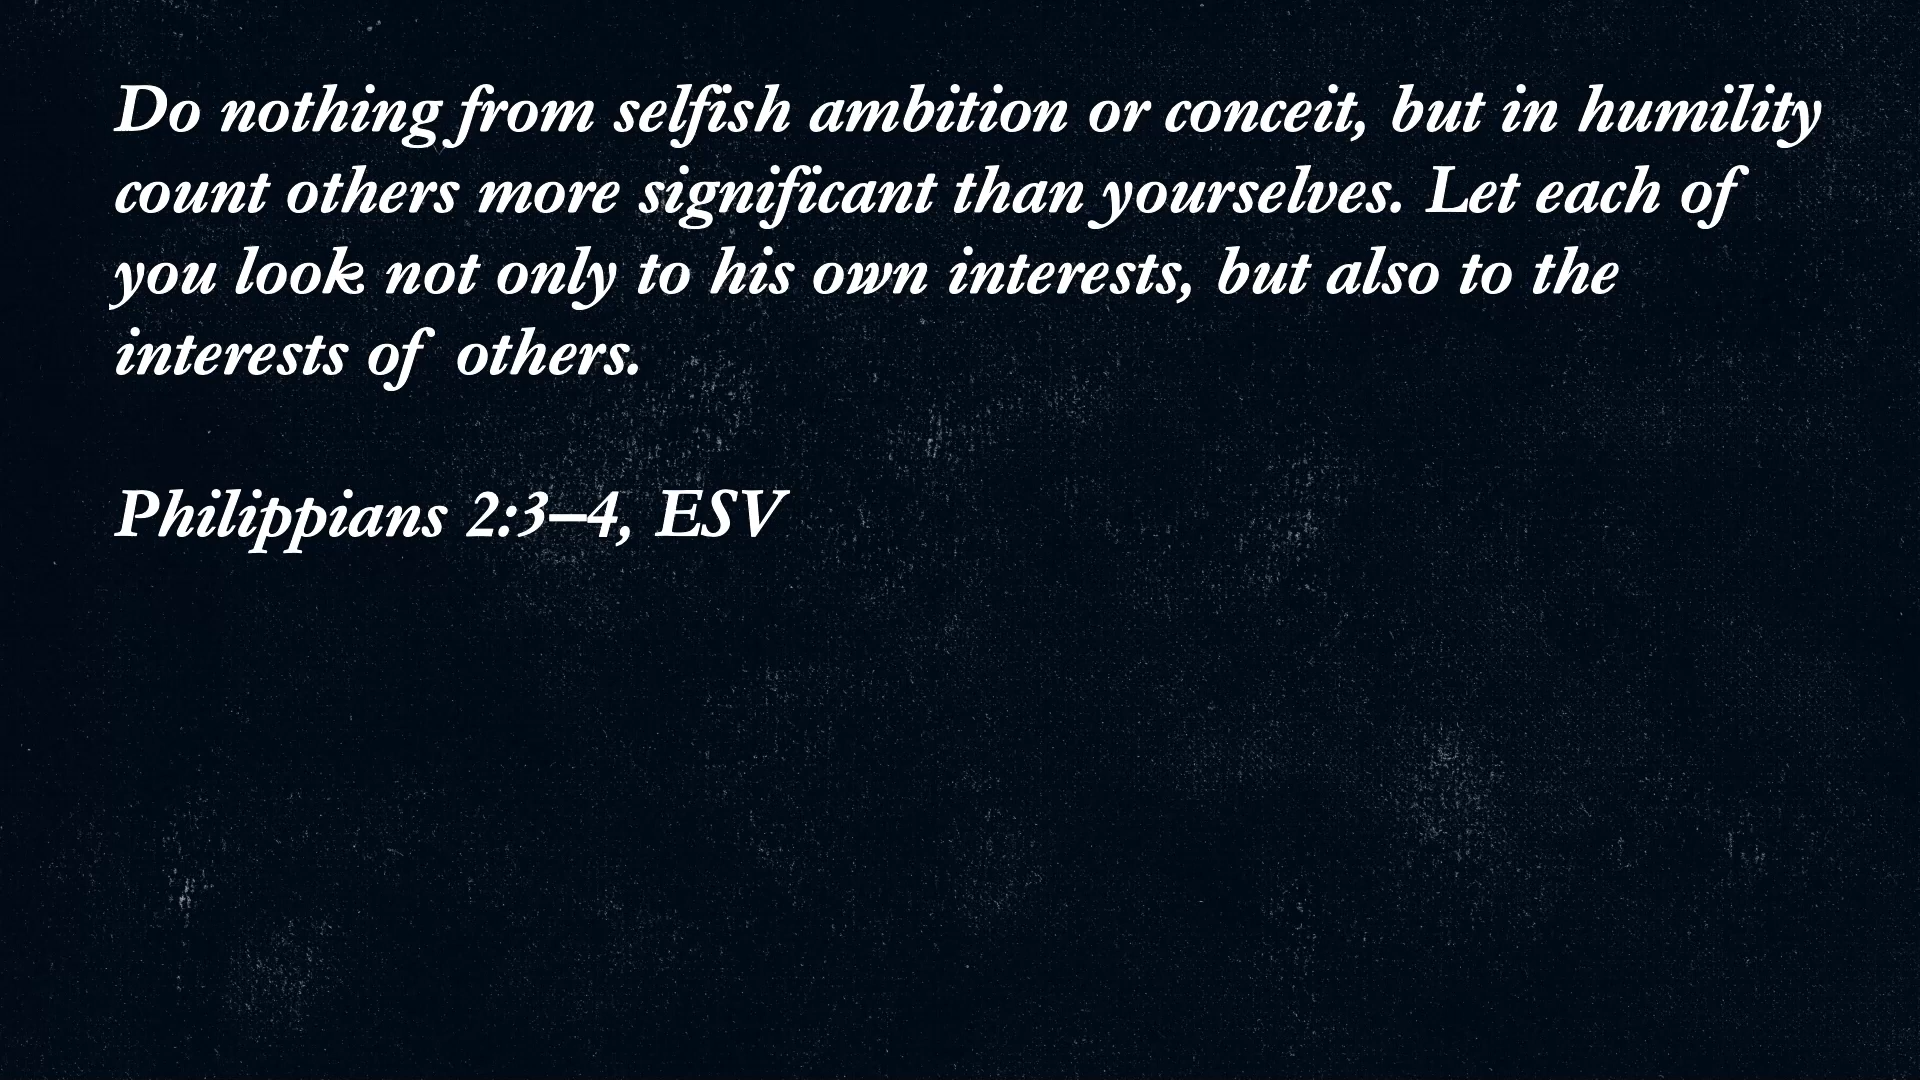 Do nothing from selfish ambition or conceit, but in humility
count others more significant than yourselves. Let each of
you look not only to his own interests, but also to the
interests of  others.
Philippians 2:3–4, ESV